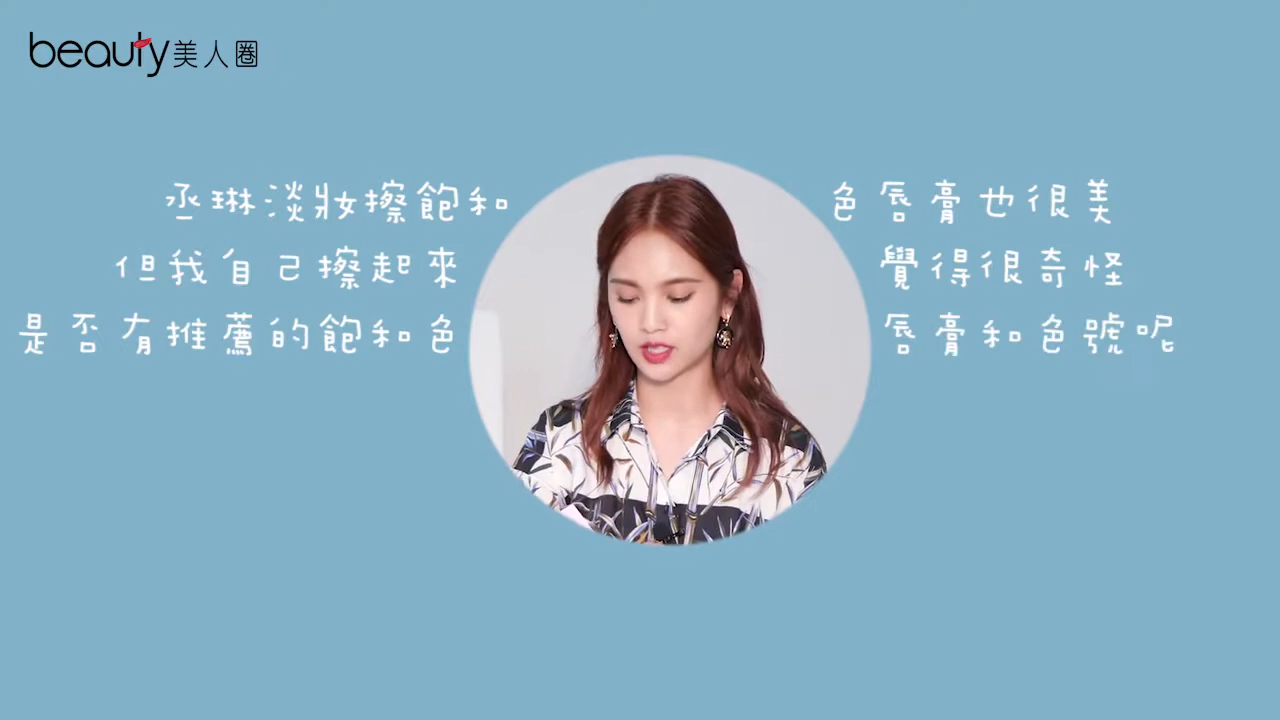 beauty美人圈
丞琳淡妝擦飽和色唇膏也很美
但我自己擦起來覺得很奇怪
是否有推薦的飽和色唇膏和色號呢